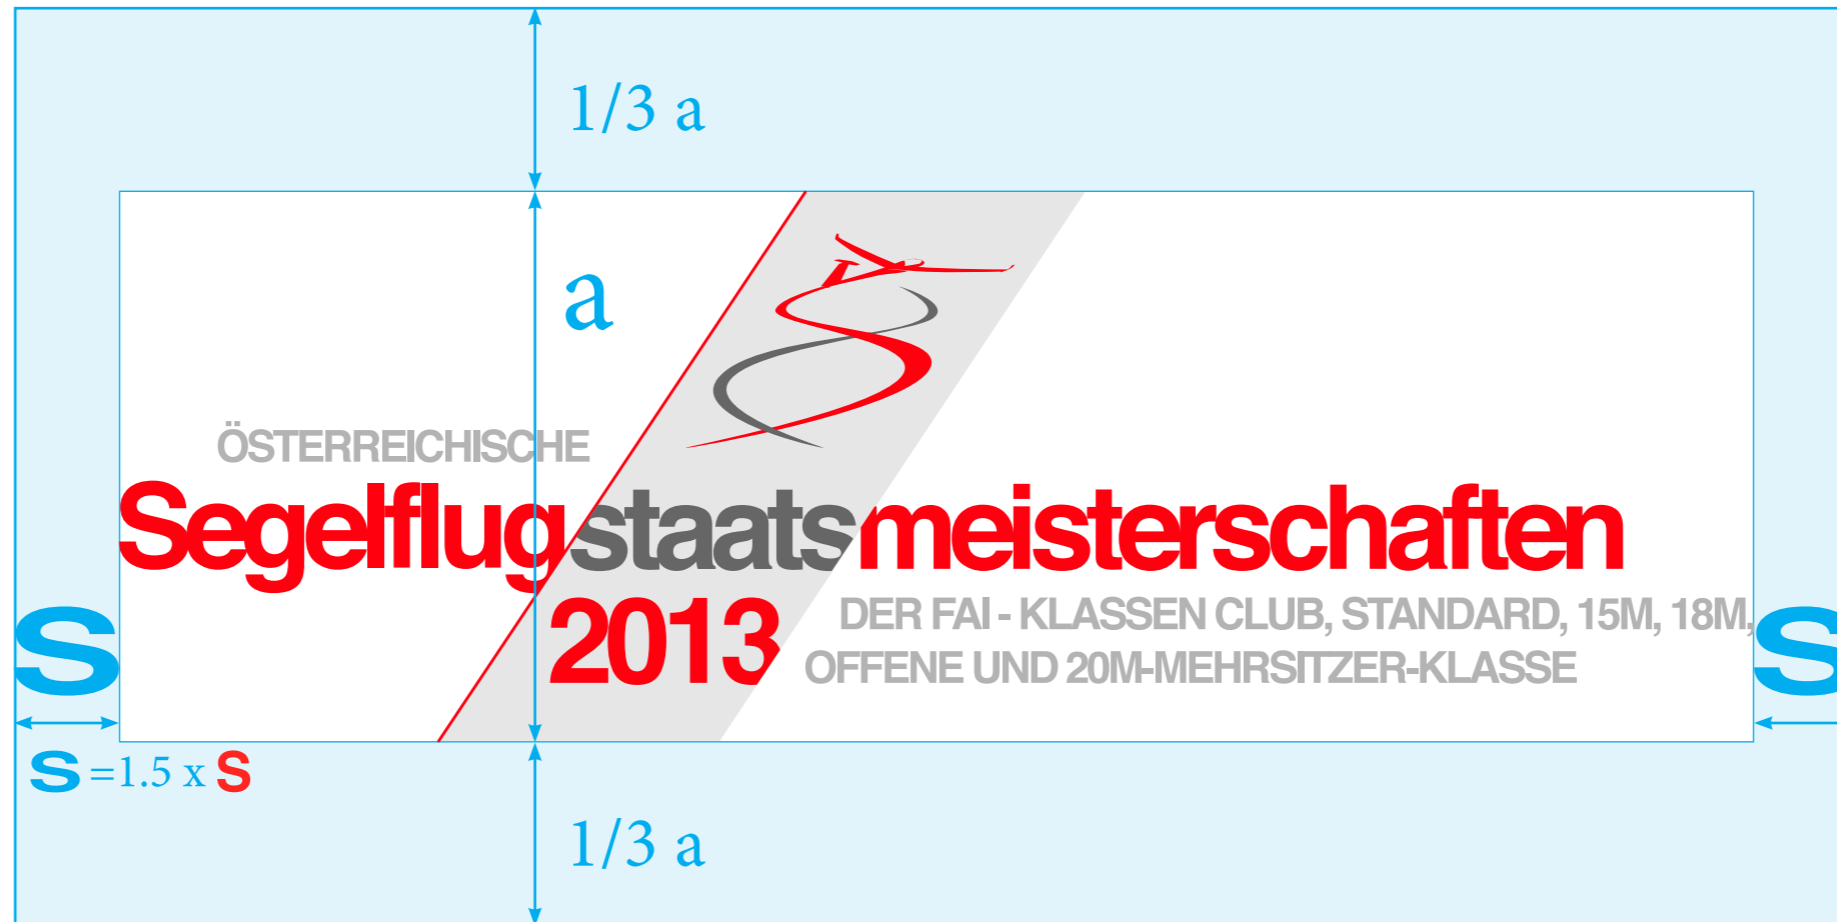 1/3 a
a
ÖSTERREICHISCHE
Segelflugstaatsmeisterschaften
2013
DER FAI - KLASSEN CLUB, STANDARD, 15M, 18M,
OFFENE UND 20M-MEHRSITZER-KLASSE
S
S
S =1.5 x S
1/3 a